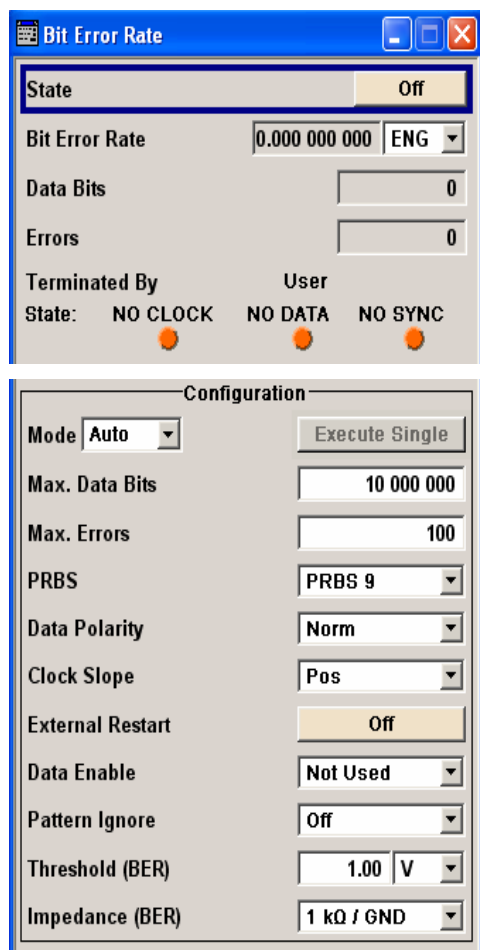 Bit Error Rate
State Off
Bit Error Rate 0.000 000 000 ENG
Data Bits 0
Errors 0
Terminated By User
State: NO CLOCK NO DATA NO SYNC
Configuration
Mode Auto Execute Single
Max. Data Bits 10 000 000
Max. Errors 100
PRBS PRBS 9
Data Polarity Norm
Clock Slope Pos
External Restart Off
Data Enable Not Used
Pattern Ignore Off
Threshold (BER) 1.00 V
Impedance (BER) 1 kΩ / GND